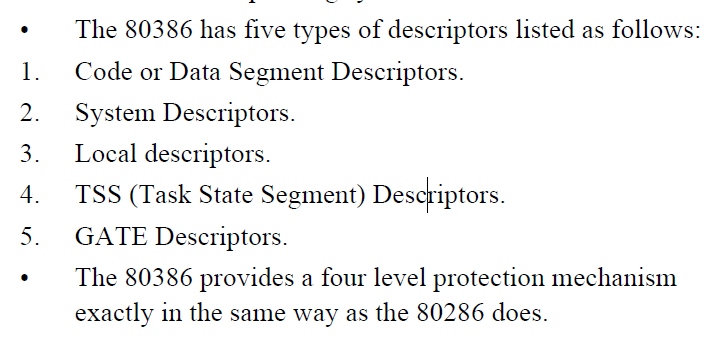 • The 80386 has five types of descriptors listed as follows:
1. Code or Data Segment Descriptors.
2. System Descriptors.
3. Local descriptors.
4. TSS (Task State Segment) Descriptors.
5. GATE Descriptors.
• The 80386 provides a four level protection mechanism
exactly in the same way as the 80286 does.